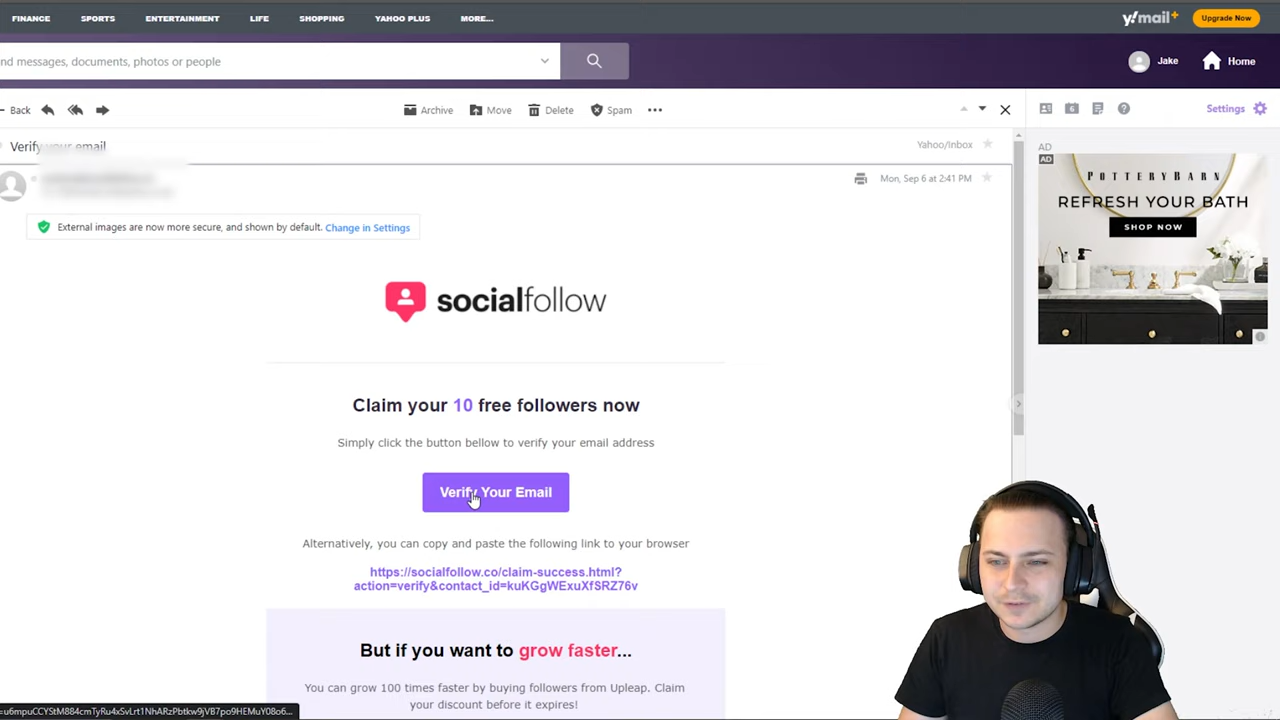 FINANCE SPORTS ENTERTAINMENT LIFE SHOPPING YAHOO PLUS MORE...
y!mail+ Upgrade Now
nd messages, documents, photos or people
Jake Home
Back Archive Move Delete Spam ••• Settings
Verify your email Yahoo/Inbox
Mon, Sep 6 at 2:41 PM
External images are now more secure, and shown by default. Change in Settings
AD
AD
POTTERYBARN
REFRESH YOUR BATH
SHOP NOW
socialfollow
Claim your 10 free followers now
Simply click the button bellow to verify your email address
Verify Your Email
Alternatively, you can copy and paste the following link to your browser
https://socialfollow.co/claim-success.html?
action=verify&contact_id=kuKGgWExuXfSRZ76v
But if you want to grow faster...
You can grow 100 times faster by buying followers from Upleap. Claim
your discount before it expires!